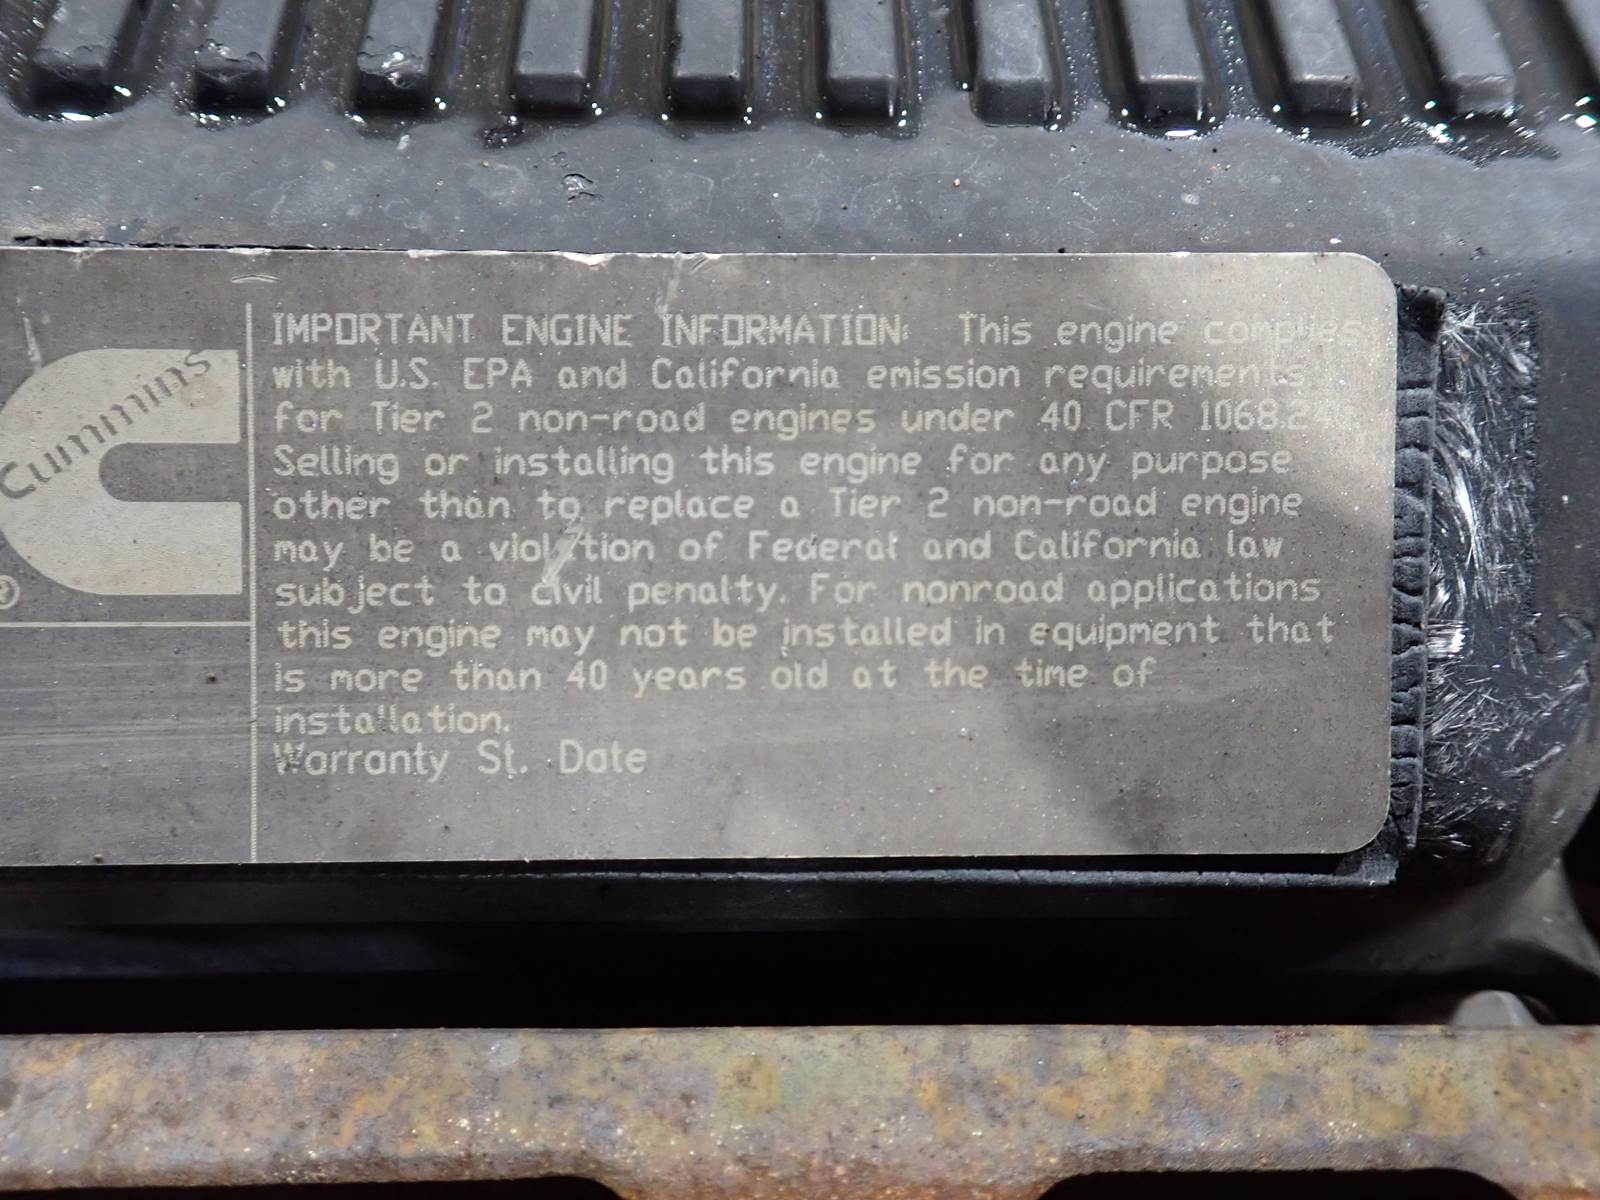 cummins
®
IMPORTANT ENGINE INFORMATION: This engine complies
with U.S. EPA and California emission requirements
for Tier 2 non-road engines under 40 CFR
Selling or installing this engine for any purpose
other than to replace a Tier 2 non-road engine
may be a violation of Federal and California law
subject to civil penalty. For nonroad applications
this engine may not be installed in equipment that
is more than 40 years old at the time of
installation.
Warranty St. Date